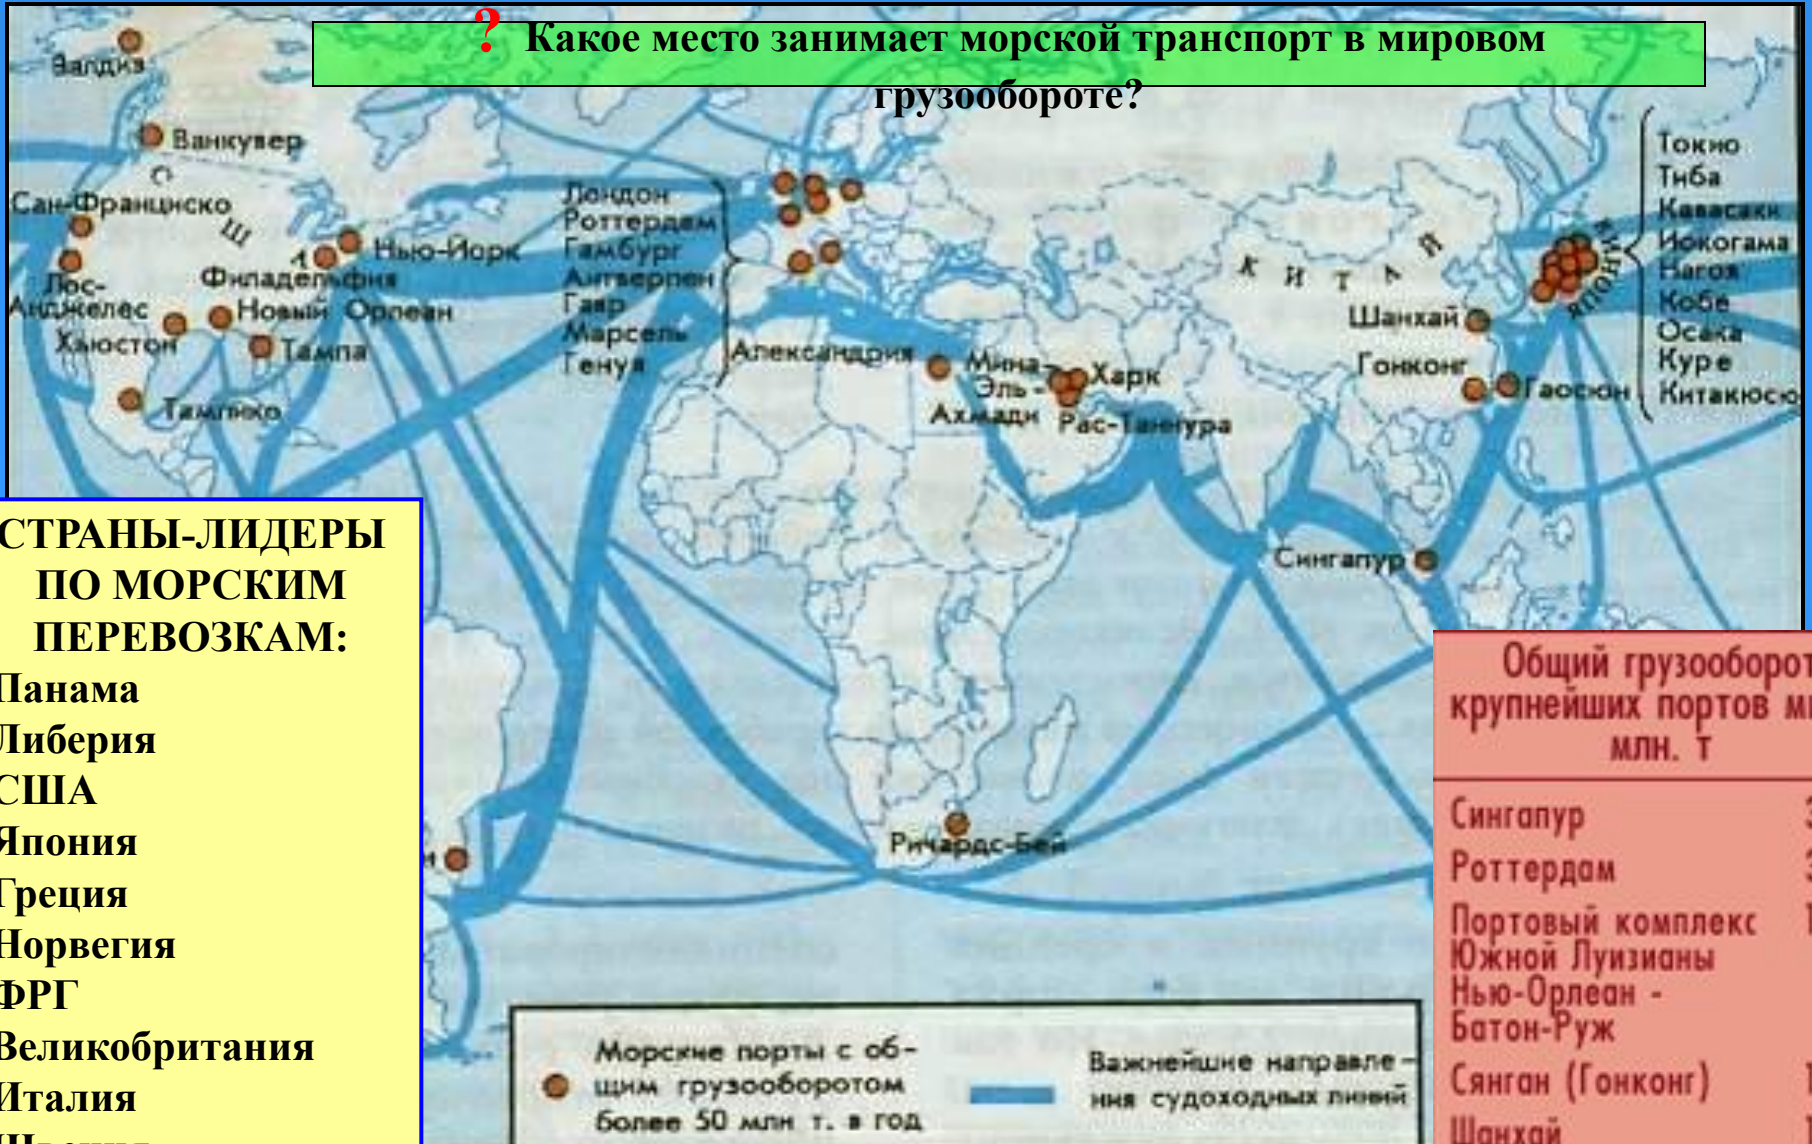 ? Какое место занимает морской транспорт в мировом
грузообороте?
Валдиз
Ванкувер
США
Сан-Франциско
Лос-
Анджелес
Хьюстон
Тампико
Филадельфия
Нью-Йорк
Новый Орлеан
Тампа
Лондон
Роттердам
Гамбург
Антверпен
Гавр
Марсель
Генуя
Александрия
Мина-
Эль-
Ахмади
Харк
Рас-Таннура
КИТАЙ
Шанхай
Гонконг
Гаосюн
Сингапур
ЯПОНИЯ
Токио
Тиба
Кавасаки
Иокогама
Нагоя
Кобе
Осака
Куре
Китакюсю
Ричардс-Бей
СТРАНЫ-ЛИДЕРЫ
ПО МОРСКИМ
ПЕРЕВОЗКАМ:
Панама
Либерия
США
Япония
Греция
Норвегия
ФРГ
Великобритания
Италия
Морские порты с об-
щим грузооборотом
более 50 млн т. в год
Важнейшие направле-
ния судоходных линий
Общий грузооборот
крупнейших портов
млн. т
Сингапур
Роттердам
Портовый комплекс
Южной Луизианы
Нью-Орлеан -
Батон-Руж
Сянган (Гонконг)
Шанхай